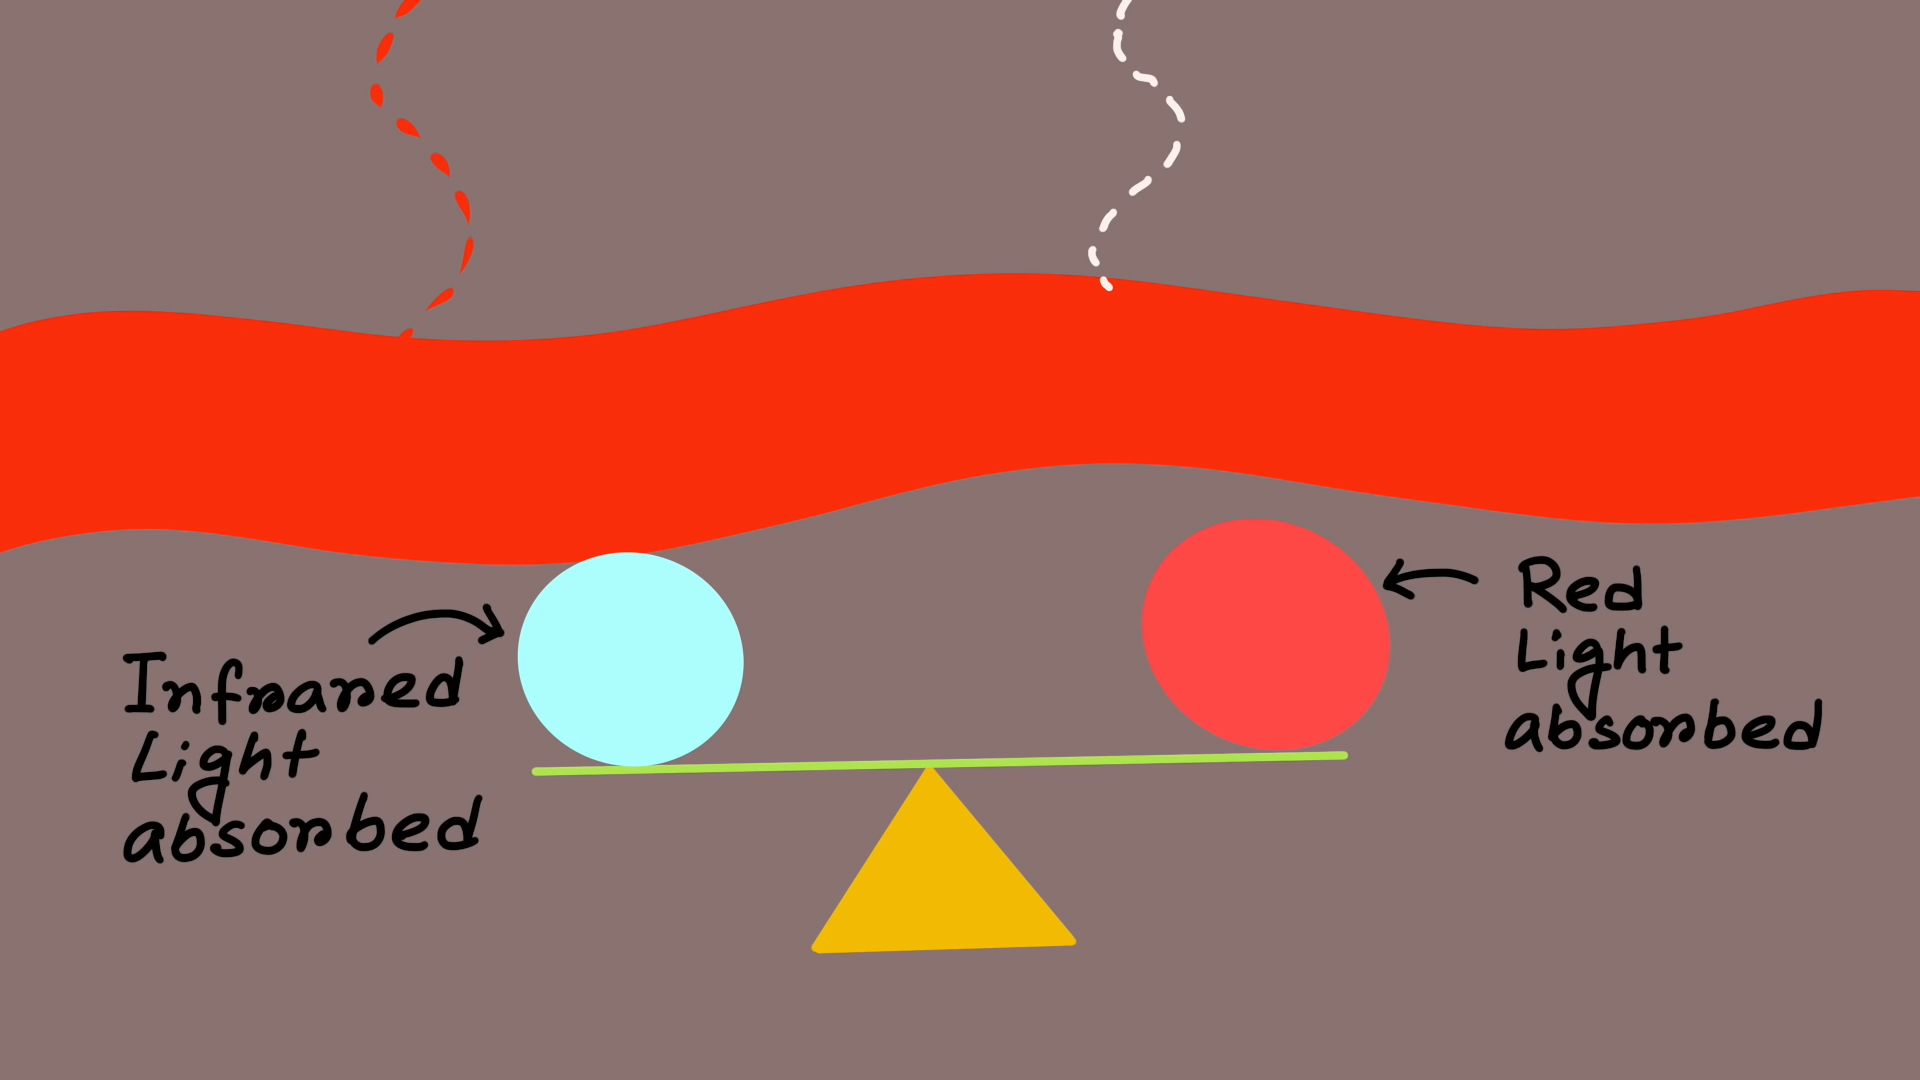 Infrared
Light
absorbed
Red
Light
absorbed